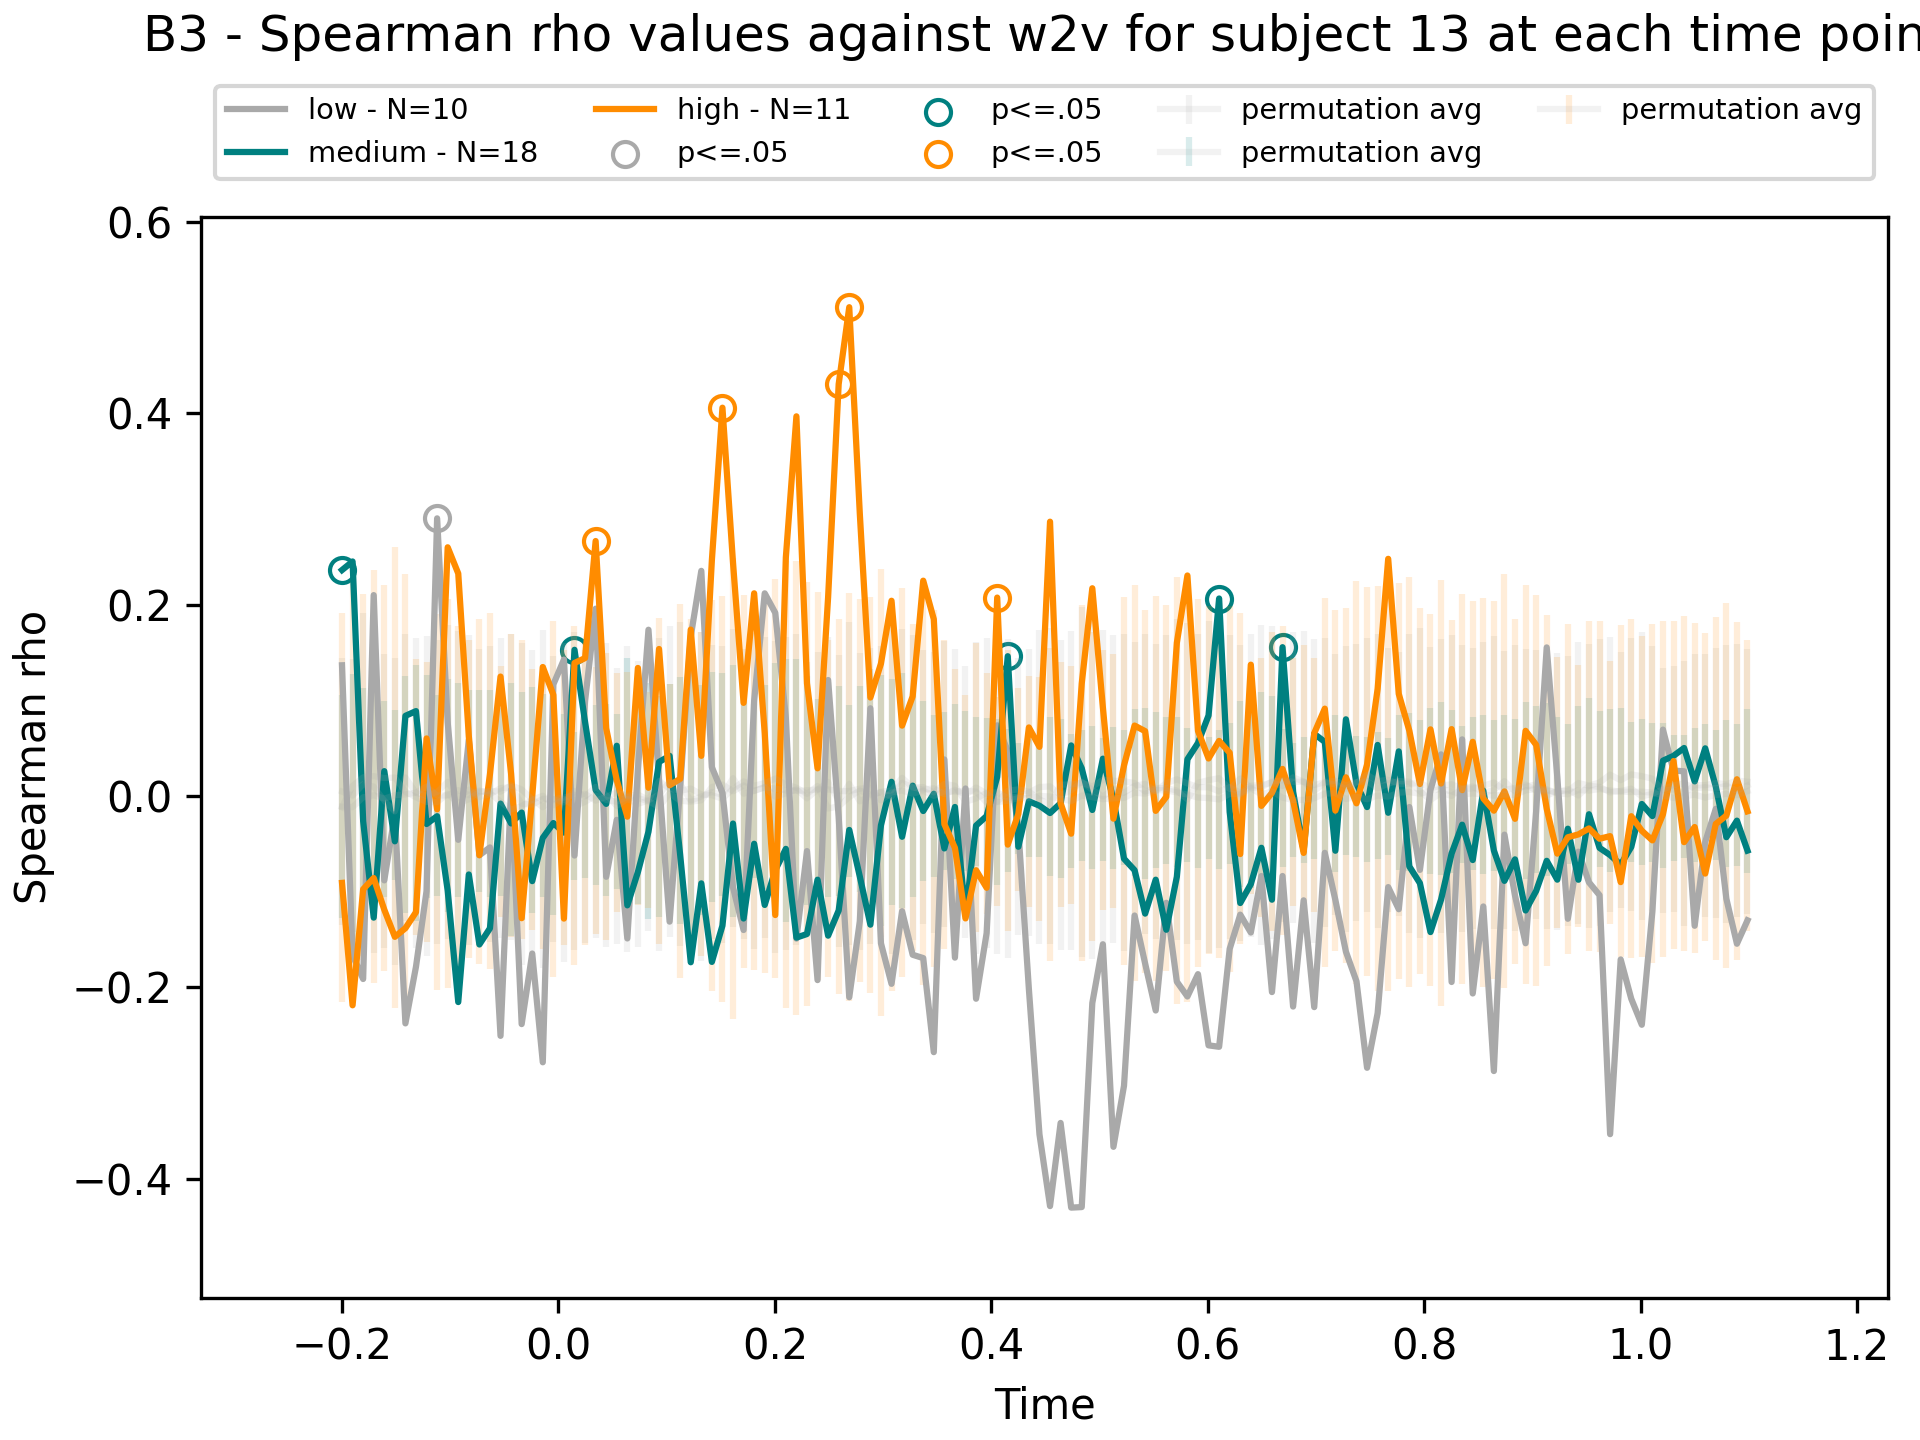 B3 - Spearman rho values against w2v for subject 13 at each time poin
low - N=10
medium - N=18
high - N=11
p<=.05
p<=.05
p<=.05
permutation avg
permutation avg
permutation avg
Spearman rho
0.6
0.4
0.2
0.0
−0.2
−0.4
−0.2 0.0 0.2 0.4 0.6 0.8 1.0 1.2
Time